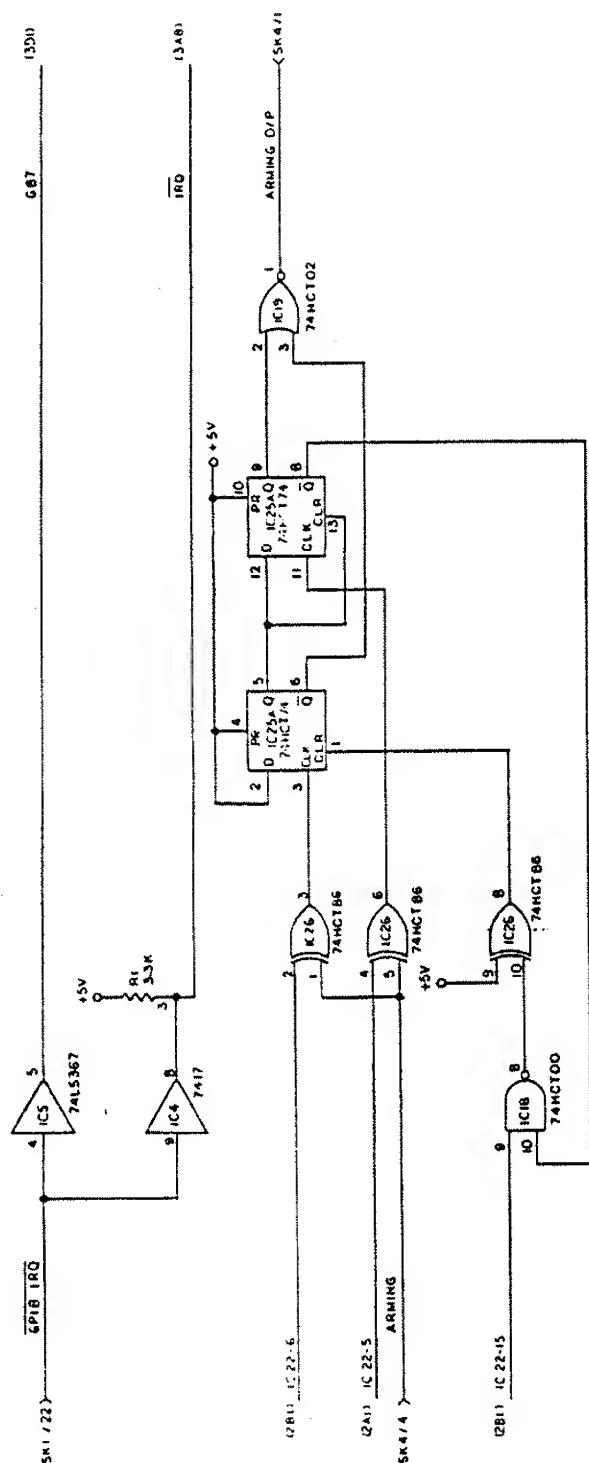 (3D1)
GB7
(3A8)
IRQ
SK4/1
ARMING O/P
1
IC19
74HCT02
2
3
+5V
10
9
8
PR
Q
IC25A
74HCT74
D
CLK
Q
CLR
13
12
11
5
6
4
PR
Q
IC25A
74HCT74
D
CLK
Q
CLR
1
2
3
+5V
R1
3·3K
3
5
74LS367
IC5
4
8
7417
IC4
9
3
74HCT86
IC26
2
1
6
74HCT86
IC26
4
5
+5V
8
74HCT86
IC26
9
10
8
IC18
74HCT00
9
10
GPIB IRQ
SK1/22)
(2B1) IC 22-6
(2A1) IC 22-5
ARMING
SK4/4
(2B1) IC 22-15